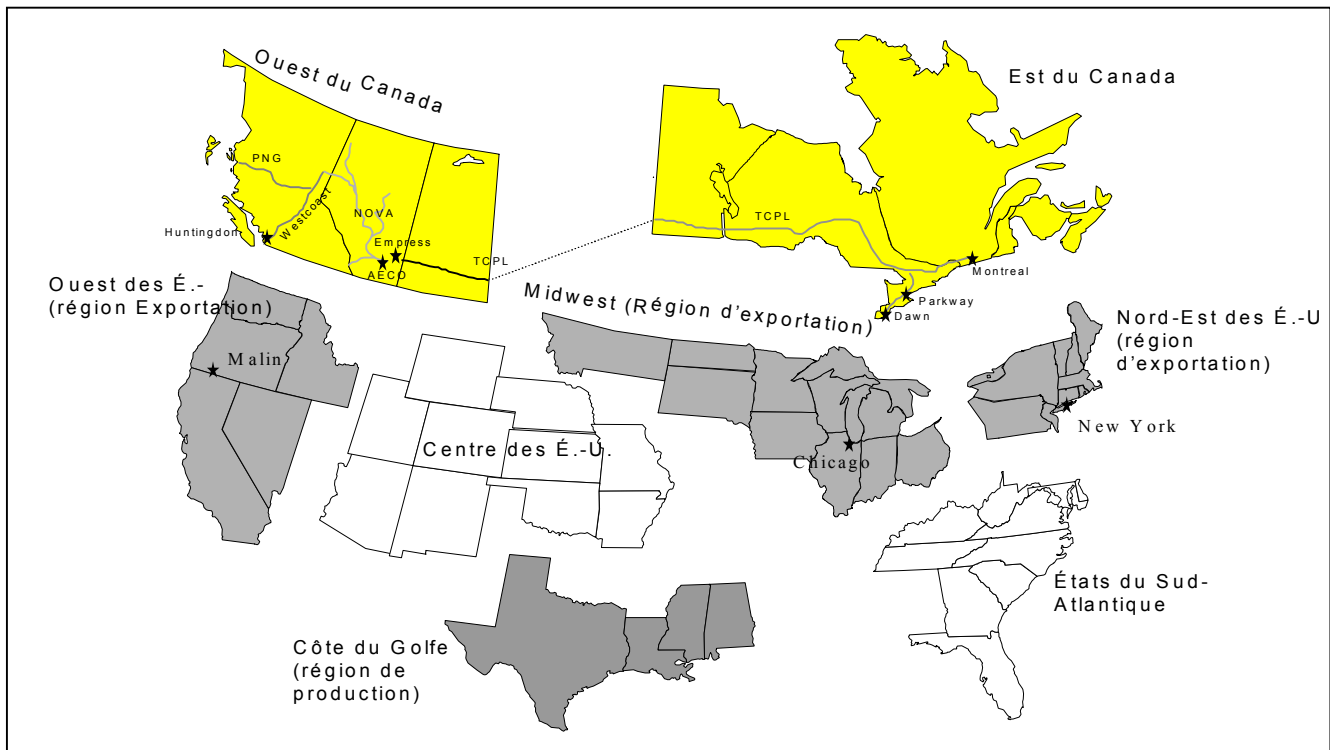 Ouest du Canada
Est du Canada
PNG
Westcoast
NOVA
Huntingdon
Empress
AECO
TCPL
TCPL
Montreal
Parkway
Dawn
Ouest des É.-
(région Exportation)
Malin
Midwest (Région d'exportation)
Nord-Est des É.-U
(région
d'exportation)
New York
Centre des É.-U.
Chicago
États du Sud-
Atlantique
Côte du Golfe
(région de
production)